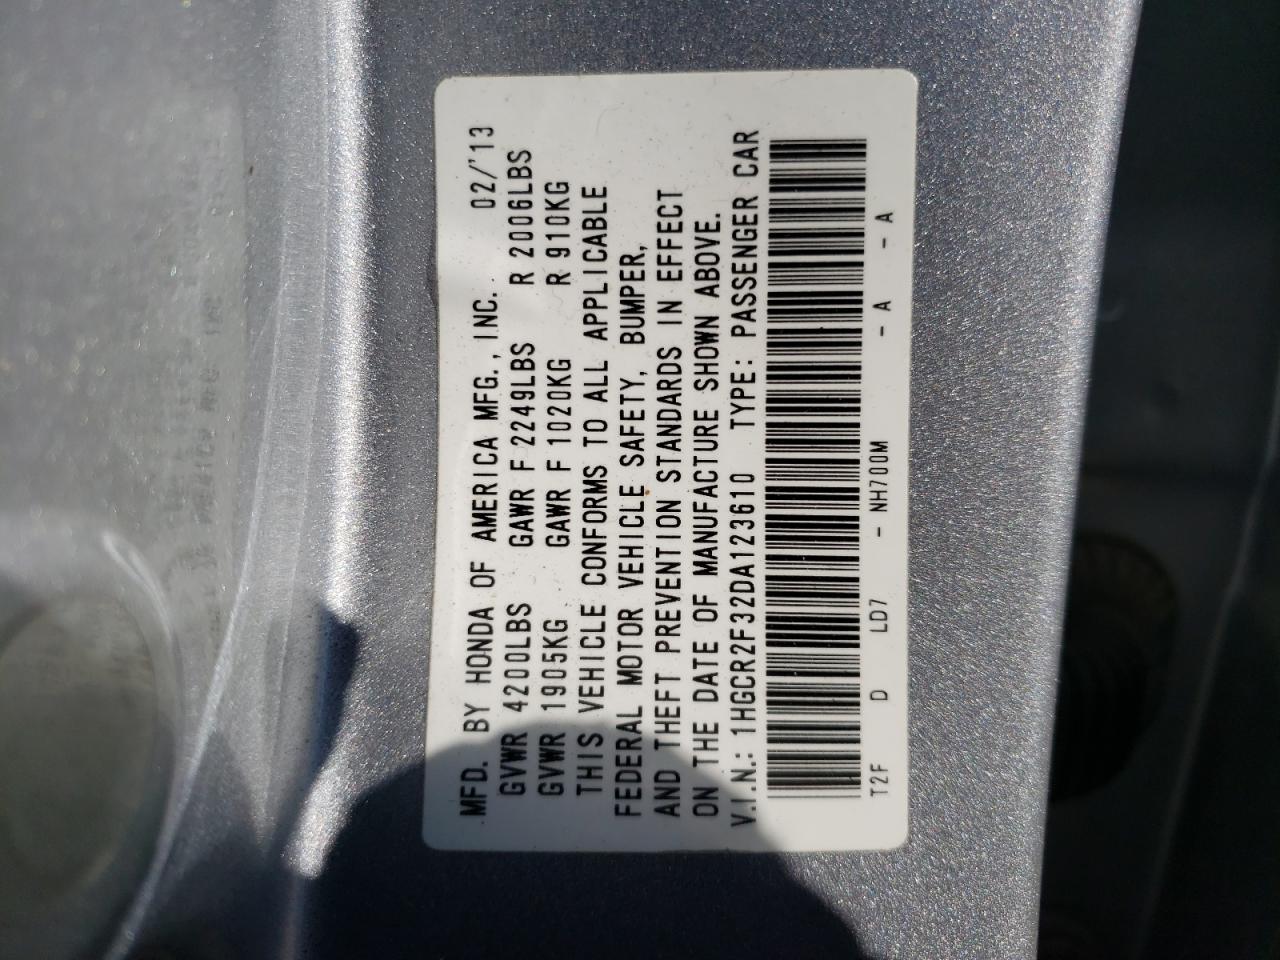 MFD. BY HONDA OF AMERICA MFG., INC. 02/'13
GVWR 4200LBS GAWR F 2249LBS R 2006LBS
GVWR 1905KG GAWR F 1020KG R 910KG
THIS VEHICLE CONFORMS TO ALL APPLICABLE
FEDERAL MOTOR VEHICLE SAFETY, BUMPER,
AND THEFT PREVENTION STANDARDS IN EFFECT
ON THE DATE OF MANUFACTURE SHOWN ABOVE.
V.I.N.: 1HGCR2F32DA123610 TYPE: PASSENGER CAR
T2F D LD7 - NH700M - A - A